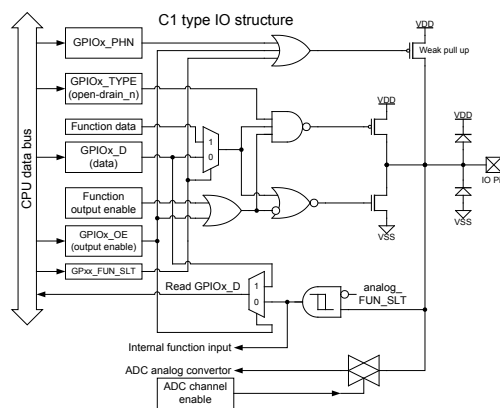 C1 type IO structure
CPU data bus
GPIOx_PHN
GPIOx_TYPE
(open-drain_n)
Function data
GPIOx_D
(data)
Function
output enable
GPIOx_OE
(output enable)
GPxx_FUN_SLT
1
0
VDD
Weak pull up
VDD
VDD
VSS
VSS
IO Pi
Read GPIOx_D
1
0
analog_
FUN_SLT
Internal function input
ADC analog convertor
ADC channel
enable